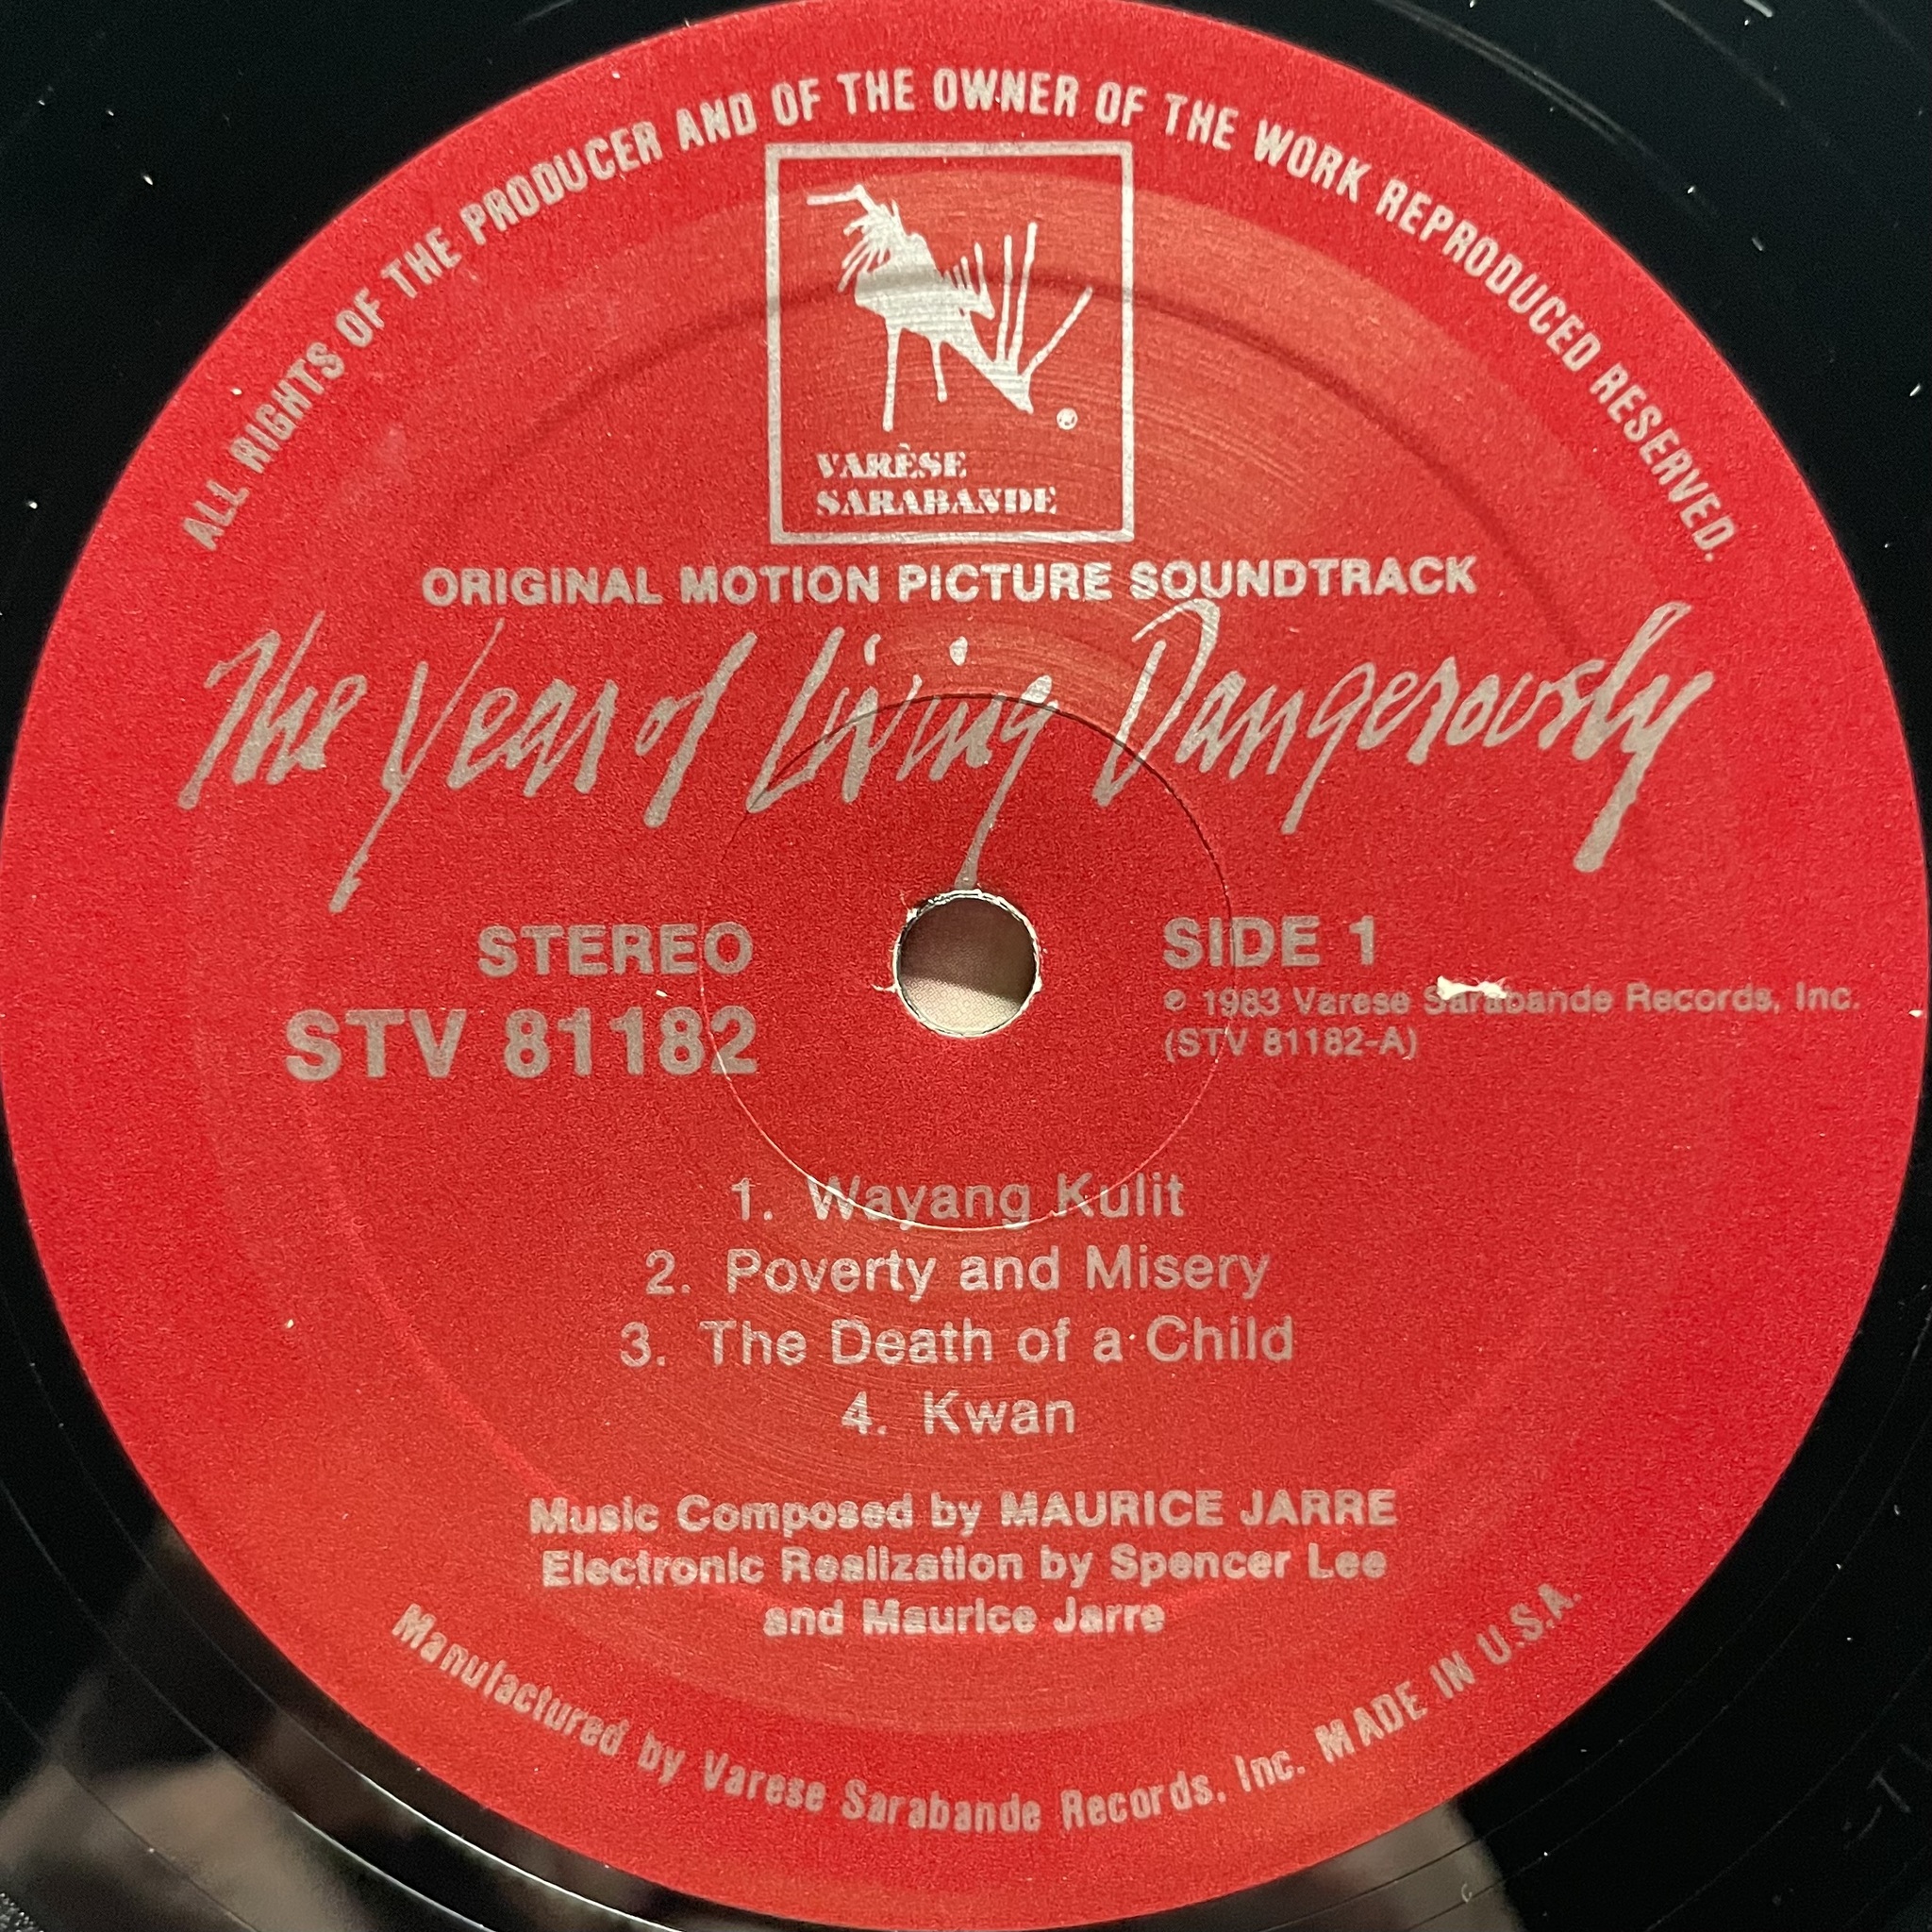 ALL RIGHTS OF THE PRODUCER AND OF THE OWNER OF THE WORK REPRODUCED RESERVED.
VARÈSE
SARABANDE
ORIGINAL MOTION PICTURE SOUNDTRACK
The Year of Living Dangerously
STEREO
STV 81182
SIDE 1
℗ 1983 Varese Sarabande Records, Inc.
(STV 81182-A)
1. Wayang Kulit
2. Poverty and Misery
3. The Death of a Child
4. Kwan
Music Composed by MAURICE JARRE
Electronic Realization by Spencer Lee
and Maurice Jarre
Manufactured by Varese Sarabande Records, Inc. MADE IN U.S.A.